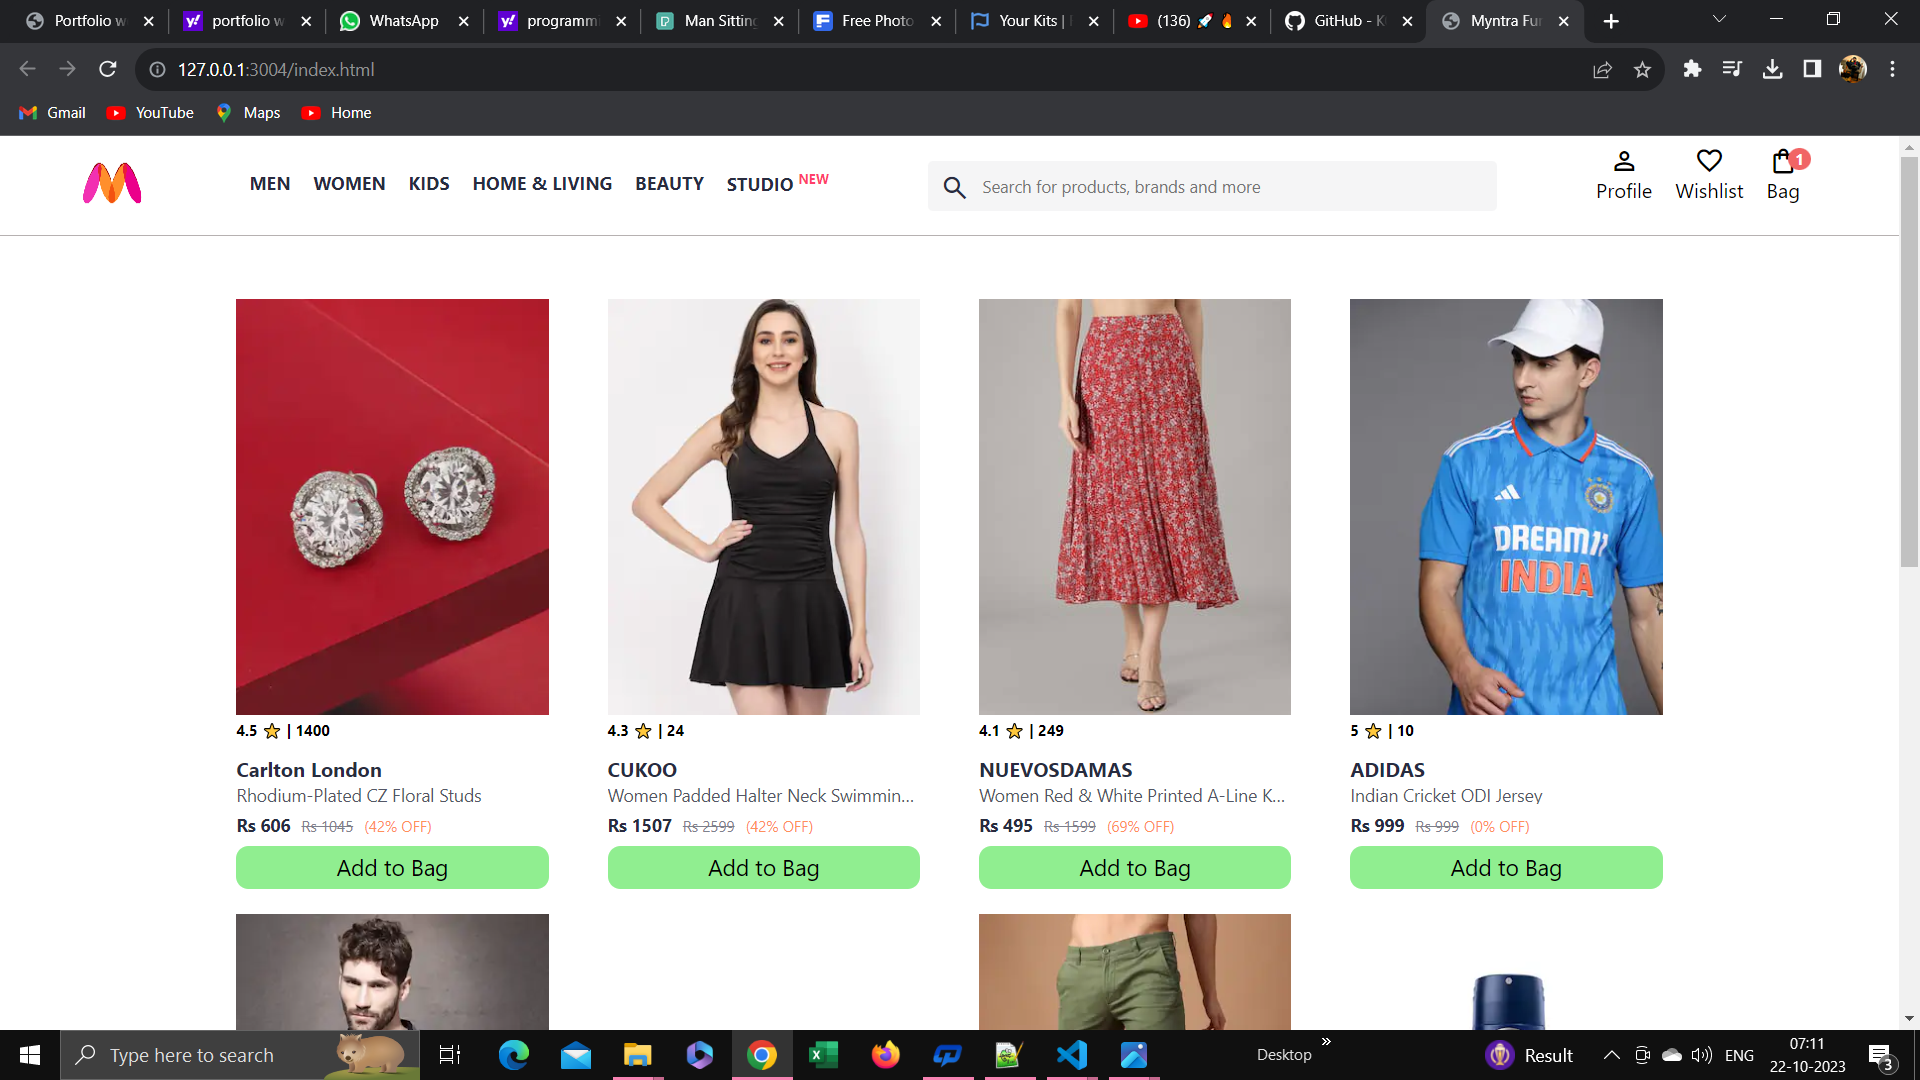 Portfolio w
portfolio w
WhatsApp
programmi
Man Sitting
Free Photo
Your Kits |
(136) 🚀 🔥
GitHub - K
Myntra Fun
127.0.0.1:3004/index.html
Gmail
YouTube
Maps
Home
MEN
WOMEN
KIDS
HOME & LIVING
BEAUTY
STUDIO NEW
Search for products, brands and more
Profile
Wishlist
Bag
1
DREAM11
INDIA
4.5 ⭐ | 1400
4.3 ⭐ | 24
4.1 ⭐ | 249
5 ⭐ | 10
Carlton London
CUKOO
NUEVOSDAMAS
ADIDAS
Rhodium-Plated CZ Floral Studs
Women Padded Halter Neck Swimmin...
Women Red & White Printed A-Line K...
Indian Cricket ODI Jersey
Rs 606 Rs 1045 (42% OFF)
Rs 1507 Rs 2599 (42% OFF)
Rs 495 Rs 1599 (69% OFF)
Rs 999 Rs 999 (0% OFF)
Add to Bag
Add to Bag
Add to Bag
Add to Bag
Type here to search
Desktop
Result
ENG
07:11
22-10-2023
3